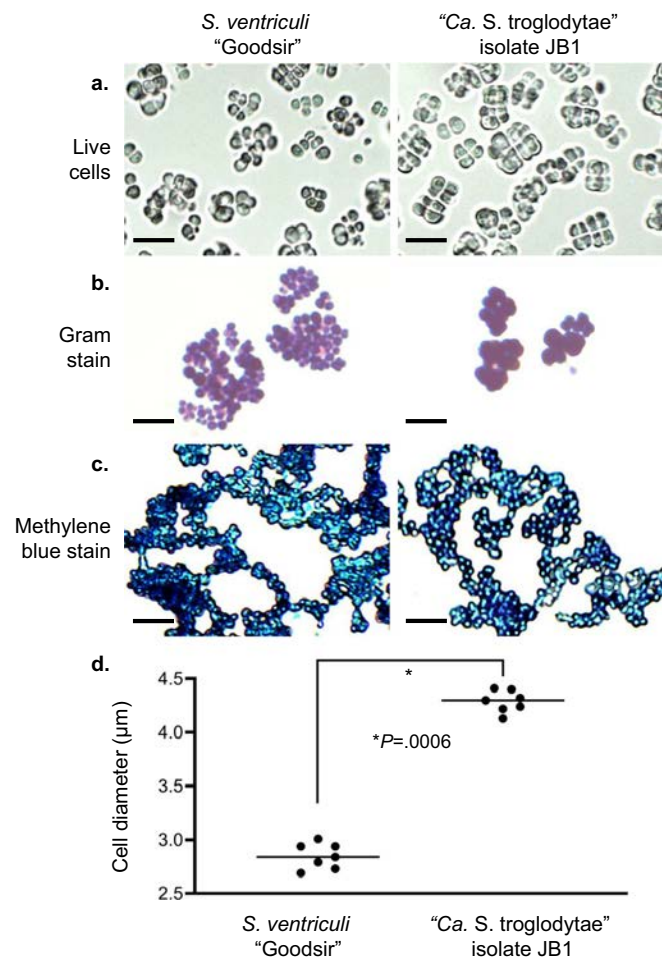 S. ventriculi
“Goodsir”
“Ca. S. troglodytae”
isolate JB1
a.
Live
cells
b.
Gram
stain
c.
Methylene
blue stain
d.
Cell diameter (μm)
4.5
4.0
3.5
3.0
2.5
*
*P=.0006
S. ventriculi
“Goodsir”
“Ca. S. troglodytae”
isolate JB1